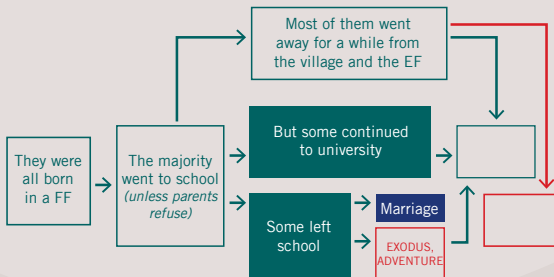 Most of them went
away for a while from
the village and the EF
But some continued
to university
They were
all born
in a FF
The majority
went to school
(unless parents
refuse)
Some left
school
Marriage
EXODUS,
ADVENTURE